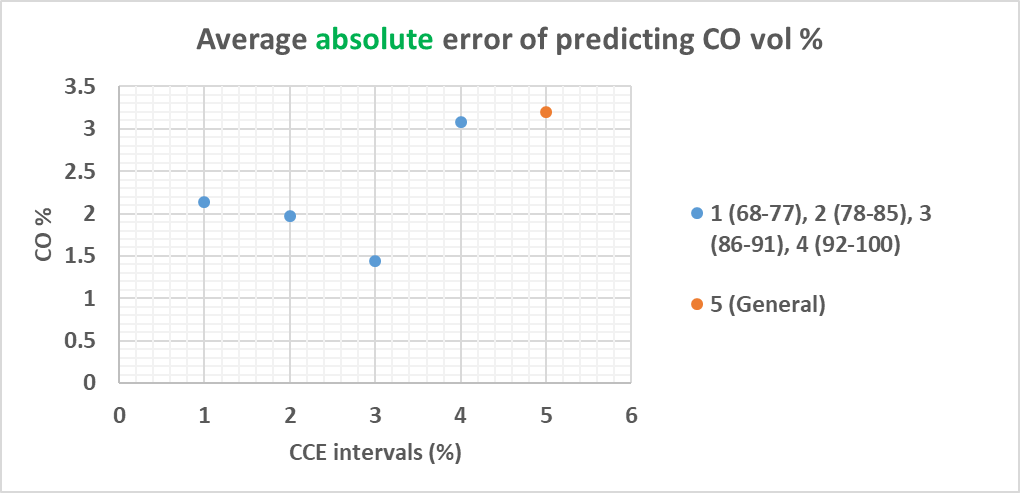 Average absolute error of predicting CO vol %
3.5
3
2.5
2
1.5
1
0.5
0
CO %
0 1 2 3 4 5 6
CCE intervals (%)
1 (68-77), 2 (78-85), 3
(86-91), 4 (92-100)
5 (General)